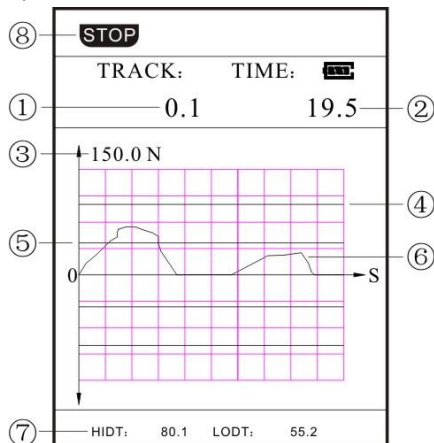 ⑧ STOP
TRACK: TIME:
① 0.1 19.5 ②
③ 150.0 N
④
⑤
⑥
0 S
⑦ HIDT: 80.1 LODT: 55.2